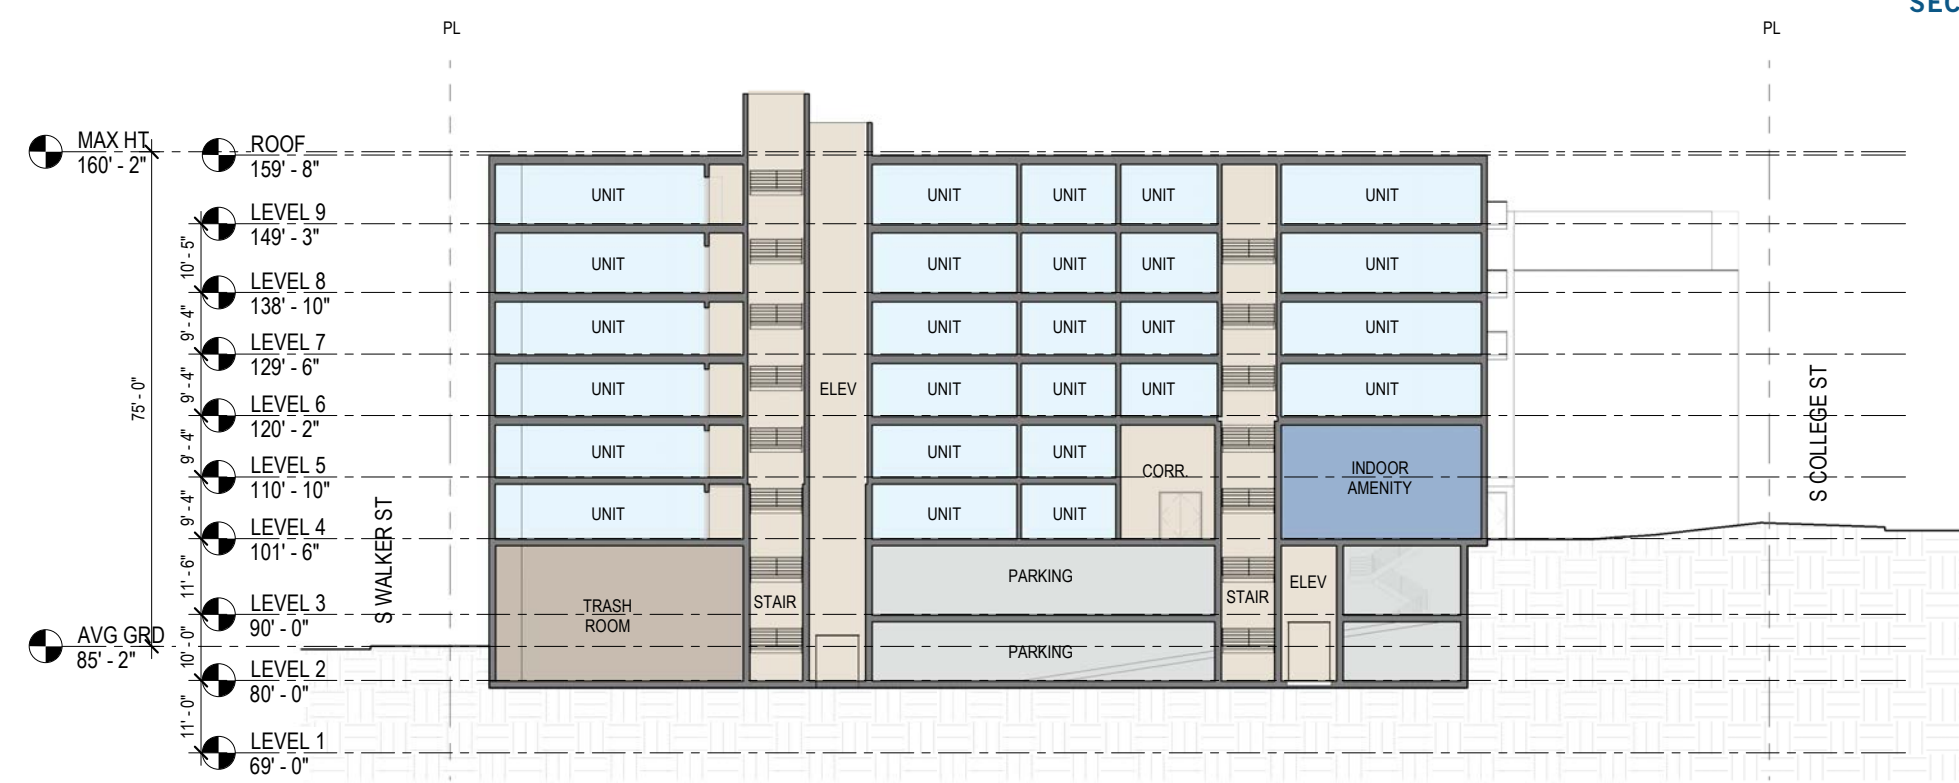 SEC
PL
PL
MAX HT
160' - 2"
ROOF
159' - 8"
LEVEL 9
149' - 3"
LEVEL 8
138' - 10"
LEVEL 7
129' - 6"
LEVEL 6
120' - 2"
LEVEL 5
110' - 10"
LEVEL 4
101' - 6"
LEVEL 3
90' - 0"
AVG GRD
85' - 2"
LEVEL 2
80' - 0"
LEVEL 1
69' - 0"
75' - 0"
10' - 5"
9' - 4"
9' - 4"
9' - 4"
9' - 4"
11' - 6"
10' - 0"
11' - 0"
S WALKER ST
UNIT UNIT UNIT UNIT UNIT
UNIT UNIT UNIT UNIT UNIT
UNIT UNIT UNIT UNIT UNIT
UNIT ELEV UNIT UNIT UNIT UNIT
UNIT UNIT UNIT CORR. INDOOR
AMENITY
UNIT UNIT UNIT
TRASH
ROOM
STAIR
PARKING
PARKING
STAIR
ELEV
S COLLEGE ST